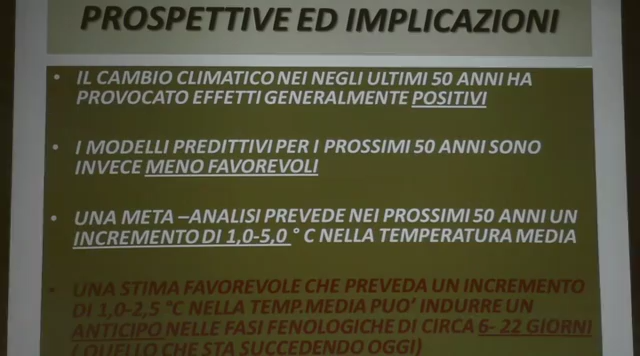 PROSPETTIVE ED IMPLICAZIONI
• IL CAMBIO CLIMATICO NEI NEGLI ULTIMI 50 ANNI HA
PROVOCATO EFFETTI GENERALMENTE POSITIVI
• I MODELLI PREDITTIVI PER I PROSSIMI 50 ANNI SONO
INVECE MENO FAVOREVOLI
• UNA META –ANALISI PREVEDE NEI PROSSIMI 50 ANNI UN
INCREMENTO DI 1,0-5,0 ° C NELLA TEMPERATURA MEDIA
• UNA STIMA FAVOREVOLE CHE PREVEDA UN INCREMENTO
DI 1,0-2,5 °C NELLA TEMP.MEDIA PUO' INDURRE UN
ANTICIPO NELLE FASI FENOLOGICHE DI CIRCA 6- 22 GIORNI
( QUELLO CHE STA SUCCEDENDO OGGI)